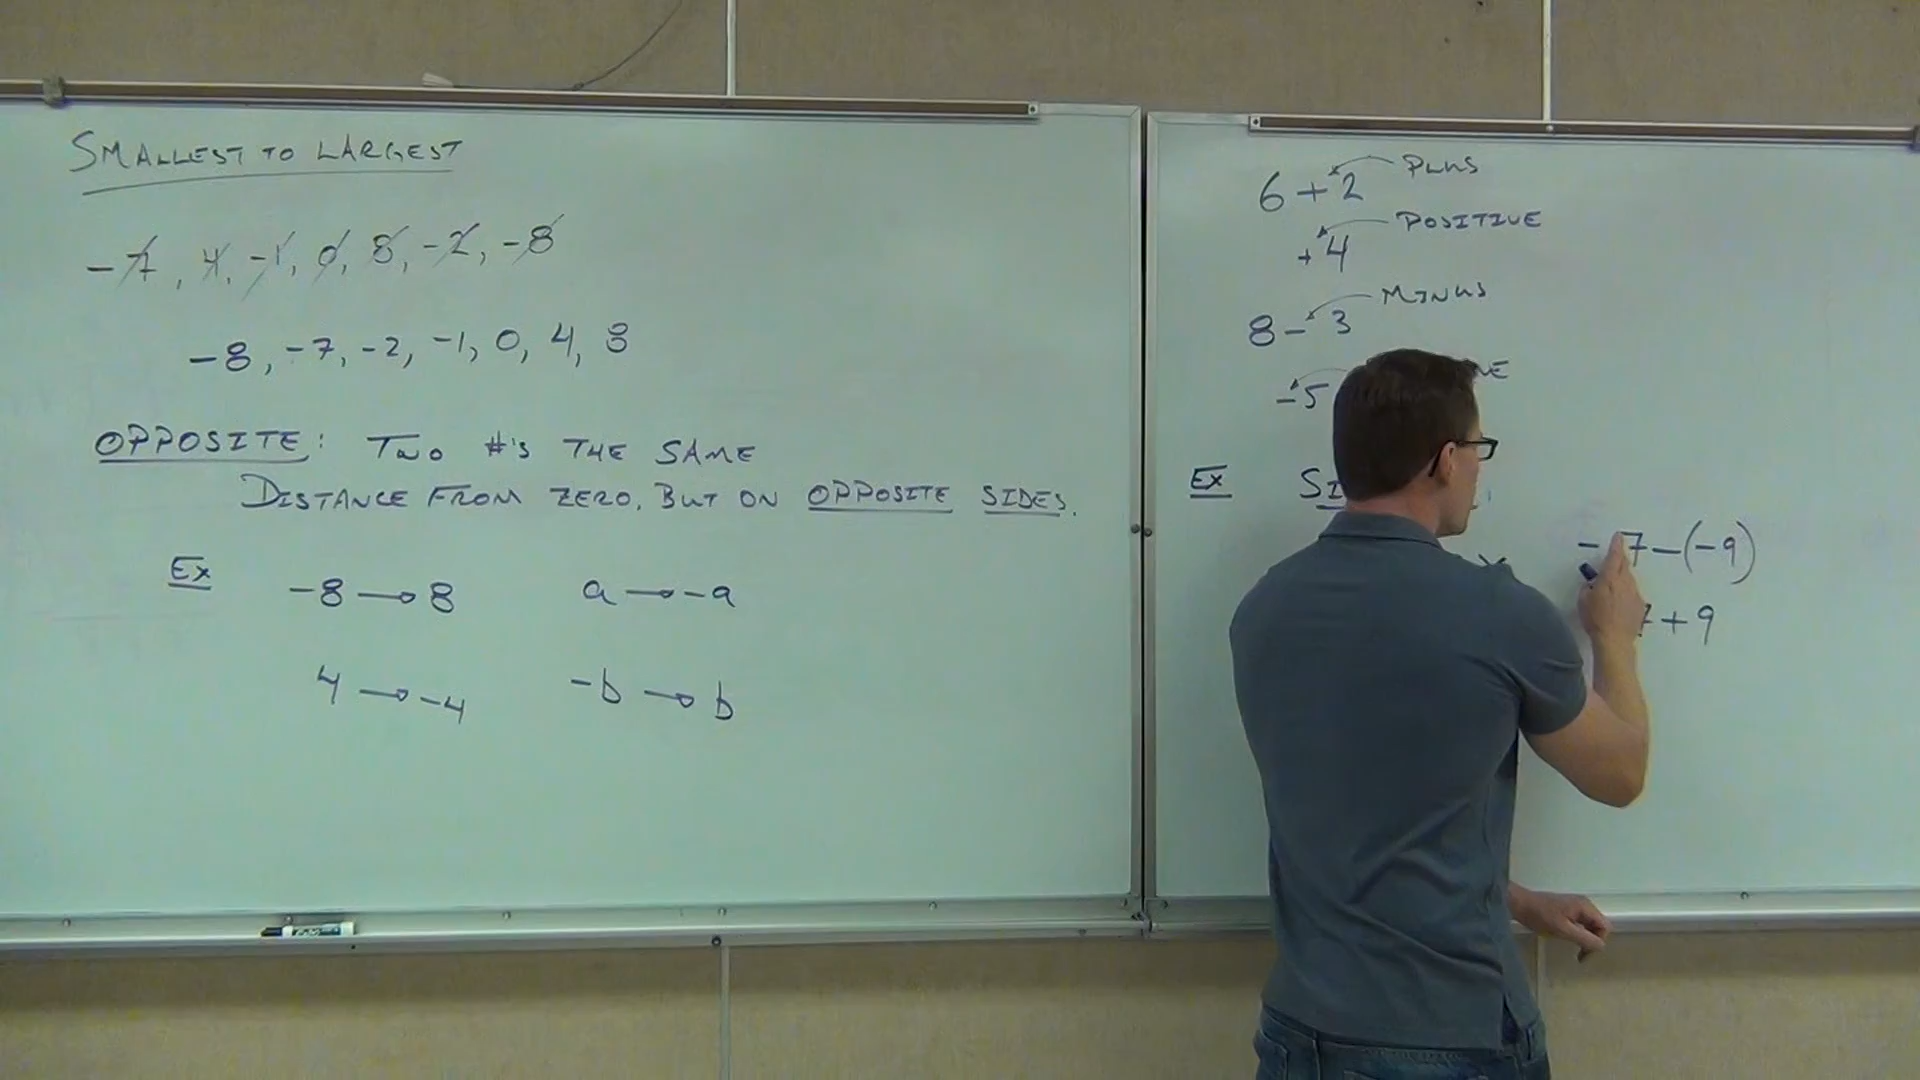 SMALLEST TO LARGEST
-7, 4, -1, 0, 8, -2, -8
-8, -7, -2, -1, 0, 4, 8
OPPOSITE: TWO #'S THE SAME
DISTANCE FROM ZERO, BUT ON OPPOSITE SIDES.
Ex -8 → 8 a → -a
4 → -4 -b → b
6 + 2 PLUS
+4 POSITIVE
8 - 3 MINUS
-5
Ex
-7-(-9)
7+9